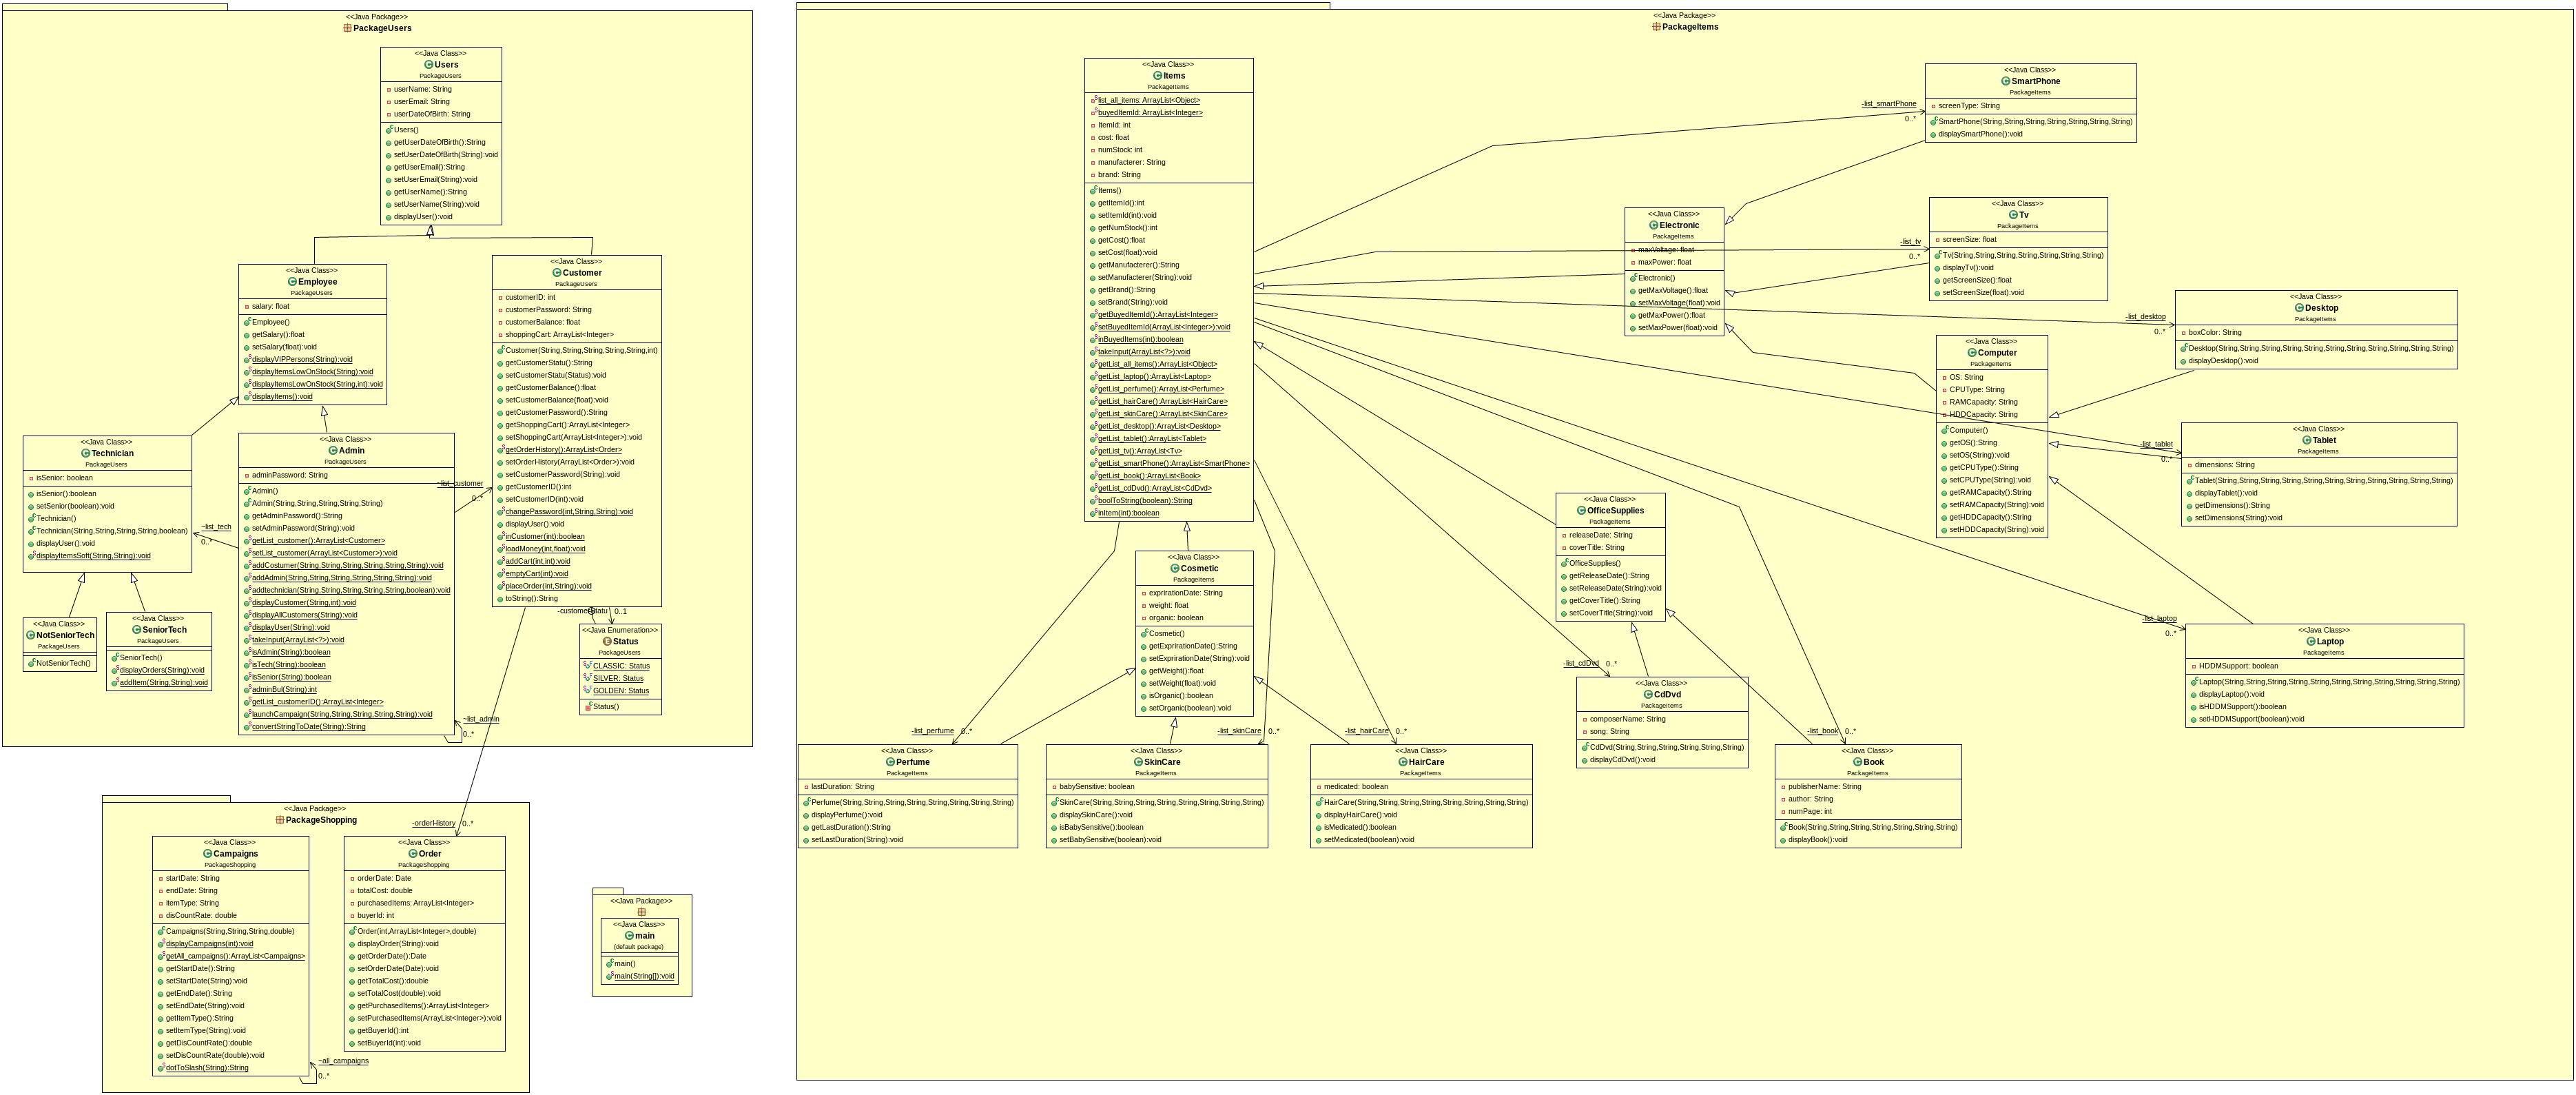 <<Java Package>>
PackageUsers
<<Java Class>>
Users
PackageUsers
userName: String
userEmail: String
userDateOfBirth: String
Users()
getUserDateOfBirth():String
setUserDateOfBirth(String):void
getUserEmail():String
setUserEmail(String):void
getUserName():String
setUserName(String):void
displayUser():void
<<Java Class>>
Employee
PackageUsers
salary: float
Employee()
getSalary():float
setSalary(float):void
displayVIPPersons(String):void
displayItemsLowOnStock(String):void
displayItemsLowOnStock(String,int):void
displayItems():void
<<Java Class>>
Customer
PackageUsers
customerID: int
customerPassword: String
customerBalance: float
shoppingCart: ArrayList<Integer>
Customer(String,String,String,String,String,int)
getCustomerStatu():String
setCustomerStatu(Status):void
getCustomerBalance():float
setCustomerBalance(float):void
getCustomerPassword():String
getShoppingCart():ArrayList<Integer>
setShoppingCart(ArrayList<Integer>):void
getOrderHistory():ArrayList<Order>
setOrderHistory(ArrayList<Order>):void
setCustomerPassword(String):void
getCustomerID():int
setCustomerID(int):void
changePassword(int,String,String):void
displayUser():void
inCustomer(int):boolean
loadMoney(int,float):void
addCart(int,int):void
emptyCart(int):void
placeOrder(int,String):void
toString():String
<<Java Class>>
Technician
PackageUsers
isSenior: boolean
isSenior():boolean
setSenior(boolean):void
Technician()
Technician(String,String,String,String,boolean)
displayUser():void
displayItemsSoft(String,String):void
~list_tech
0..*
<<Java Class>>
Admin
PackageUsers
adminPassword: String
Admin()
Admin(String,String,String,String,String)
getAdminPassword():String
setAdminPassword(String):void
getList_customer():ArrayList<Customer>
setList_customer(ArrayList<Customer>):void
addCostumer(String,String,String,String,String,String):void
addAdmin(String,String,String,String,String,String):void
addtechnician(String,String,String,String,String,boolean):void
displayCustomer(String,int):void
displayAllCustomers(String):void
displayUser(String):void
takeInput(ArrayList<?>):void
isAdmin(String):boolean
isTech(String):boolean
isSenior(String):boolean
adminBul(String):int
getList_customerID():ArrayList<Integer>
launchCampaign(String,String,String,String,String):void
convertStringToDate(String):String
~list_customer
0..*
~list_admin
0..*
<<Java Class>>
NotSeniorTech
PackageUsers
NotSeniorTech()
<<Java Class>>
SeniorTech
PackageUsers
SeniorTech()
displayOrders(String):void
addItem(String,String):void
-customerStatu
0..1
<<Java Enumeration>>
Status
PackageUsers
CLASSIC: Status
SILVER: Status
GOLDEN: Status
Status()
<<Java Package>>
PackageShopping
-orderHistory
0..*
<<Java Class>>
Campaigns
PackageShopping
startDate: String
endDate: String
itemType: String
disCountRate: double
Campaigns(String,String,String,double)
displayCampaigns(int):void
getAll_campaigns():ArrayList<Campaigns>
getStartDate():String
setStartDate(String):void
getEndDate():String
setEndDate(String):void
getItemType():String
setItemType(String):void
getDisCountRate():double
setDisCountRate(double):void
dotToSlash(String):String
~all_campaigns
0..*
<<Java Class>>
Order
PackageShopping
orderDate: Date
totalCost: double
purchasedItems: ArrayList<Integer>
buyerId: int
Order(int,ArrayList<Integer>,double)
displayOrder(String):void
getOrderDate():Date
setOrderDate(Date):void
getTotalCost():double
setTotalCost(double):void
getPurchasedItems():ArrayList<Integer>
setPurchasedItems(ArrayList<Integer>):void
getBuyerId():int
setBuyerId(int):void
<<Java Package>>
<<Java Class>>
main
(default package)
main()
main(String[]):void
<<Java Package>>
PackageItems
<<Java Class>>
Items
PackageItems
list_all_items: ArrayList<Object>
buyedItemId: ArrayList<Integer>
ItemId: int
cost: float
numStock: int
manufacterer: String
brand: String
Items()
getItemId():int
setItemId(int):void
getNumStock():int
getCost():float
setCost(float):void
getManufacterer():String
setManufacterer(String):void
getBrand():String
setBrand(String):void
getBuyedItemId():ArrayList<Integer>
setBuyedItemId(ArrayList<Integer>):void
inBuyedItems(int):boolean
takeInput(ArrayList<?>):void
getList_all_items():ArrayList<Object>
getList_laptop():ArrayList<Laptop>
getList_perfume():ArrayList<Perfume>
getList_hairCare():ArrayList<HairCare>
getList_skinCare():ArrayList<SkinCare>
getList_desktop():ArrayList<Desktop>
getList_tablet():ArrayList<Tablet>
getList_tv():ArrayList<Tv>
getList_smartPhone():ArrayList<SmartPhone>
getList_book():ArrayList<Book>
getList_cdDvd():ArrayList<CdDvd>
boolToString(boolean):String
inItem(int):boolean
-list_smartPhone
0..*
<<Java Class>>
SmartPhone
PackageItems
screenType: String
SmartPhone(String,String,String,String,String,String,String)
displaySmartPhone():void
<<Java Class>>
Electronic
PackageItems
maxVoltage: float
maxPower: float
Electronic()
getMaxVoltage():float
setMaxVoltage(float):void
getMaxPower():float
setMaxPower(float):void
-list_tv
0..*
<<Java Class>>
Tv
PackageItems
screenSize: float
Tv(String,String,String,String,String,String,String)
displayTv():void
getScreenSize():float
setScreenSize(float):void
-list_desktop
0..*
<<Java Class>>
Desktop
PackageItems
boxColor: String
Desktop(String,String,String,String,String,String,String,String,String,String,String)
displayDesktop():void
<<Java Class>>
Computer
PackageItems
OS: String
CPUType: String
RAMCapacity: String
HDDCapacity: String
Computer()
getOS():String
setOS(String):void
getCPUType():String
setCPUType(String):void
getRAMCapacity():String
setRAMCapacity(String):void
getHDDCapacity():String
setHDDCapacity(String):void
-list_tablet
0..*
<<Java Class>>
Tablet
PackageItems
dimensions: String
Tablet(String,String,String,String,String,String,String,String,String,String,String)
displayTablet():void
getDimensions():String
setDimensions(String):void
<<Java Class>>
OfficeSupplies
PackageItems
releaseDate: String
coverTitle: String
OfficeSupplies()
getReleaseDate():String
setReleaseDate(String):void
getCoverTitle():String
setCoverTitle(String):void
<<Java Class>>
Cosmetic
PackageItems
exprirationDate: String
weight: float
organic: boolean
Cosmetic()
getExprirationDate():String
setExprirationDate(String):void
getWeight():float
setWeight(float):void
isOrganic():boolean
setOrganic(boolean):void
-list_laptop
0..*
<<Java Class>>
Laptop
PackageItems
HDDMSupport: boolean
Laptop(String,String,String,String,String,String,String,String,String,String,String)
displayLaptop():void
isHDDMSupport():boolean
setHDDMSupport(boolean):void
-list_cdDvd
0..*
<<Java Class>>
CdDvd
PackageItems
composerName: String
song: String
CdDvd(String,String,String,String,String,String)
displayCdDvd():void
-list_perfume
0..*
<<Java Class>>
Perfume
PackageItems
lastDuration: String
Perfume(String,String,String,String,String,String,String)
displayPerfume():void
getLastDuration():String
setLastDuration(String):void
-list_skinCare
0..*
<<Java Class>>
SkinCare
PackageItems
babySensitive: boolean
SkinCare(String,String,String,String,String,String,String)
displaySkinCare():void
isBabySensitive():boolean
setBabySensitive(boolean):void
-list_hairCare
0..*
<<Java Class>>
HairCare
PackageItems
medicated: boolean
HairCare(String,String,String,String,String,String,String)
displayHairCare():void
isMedicated():boolean
setMedicated(boolean):void
-list_book
0..*
<<Java Class>>
Book
PackageItems
publisherName: String
author: String
numPage: int
Book(String,String,String,String,String,String,String)
displayBook():void